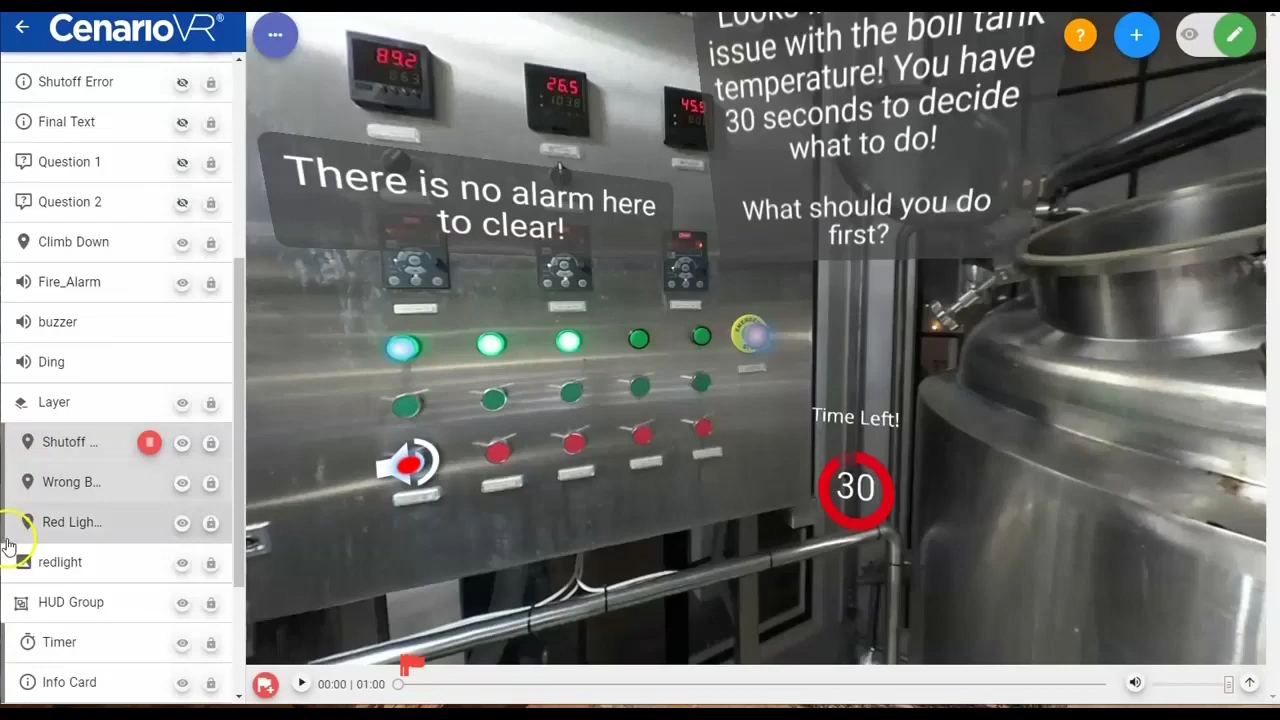 CenarioVR®
Shutoff Error
Final Text
Question 1
Question 2
Climb Down
Fire_Alarm
buzzer
Ding
Layer
Shutoff ...
Wrong B...
Red Ligh...
redlight
HUD Group
Timer
Info Card
89.2
063
26.5
1038
45.9
issue with the boil tank
temperature! You have
30 seconds to decide
what to do!
What should you do
first?
There is no alarm here
to clear!
Time Left!
30
?
00:00 | 01:00